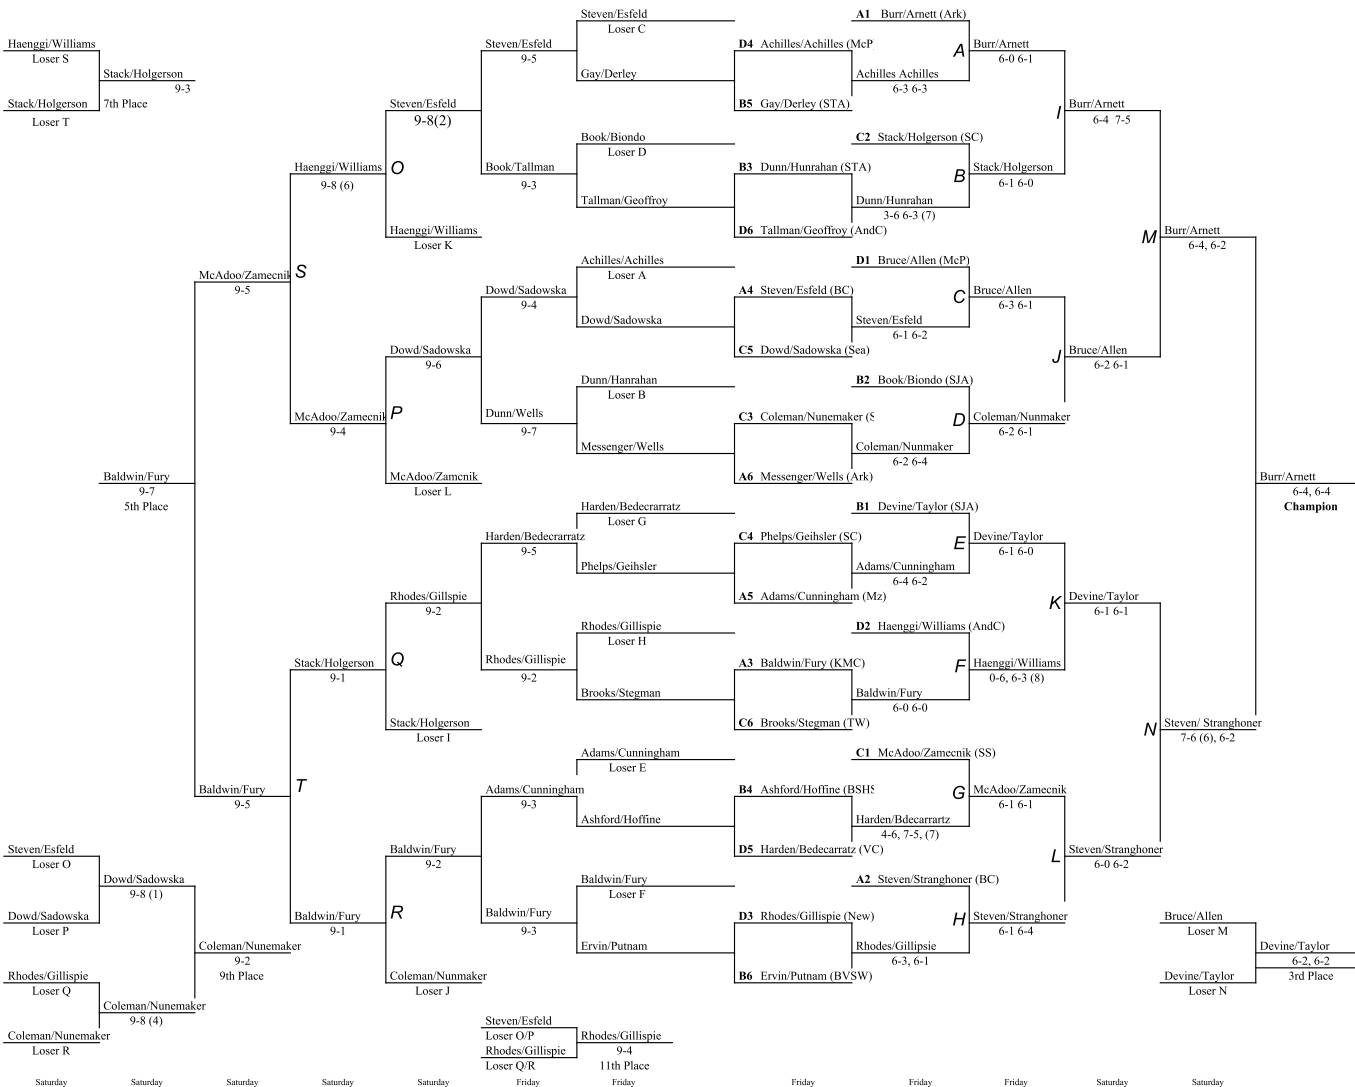 Steven/Esfeld
Loser C
A1 Burr/Arnett (Ark)
Haenggi/Williams
Loser S
Steven/Esfeld
9-5
D4 Achilles/Achilles (McP
A
Burr/Arnett
6-0 6-1
Stack/Holgerson
9-3
Gay/Derley
Achilles Achilles
6-3 6-3
Stack/Holgerson
Loser T
7th Place
Steven/Esfeld
9-8(2)
B5 Gay/Derley (STA)
I
Burr/Arnett
6-4 7-5
Book/Biondo
Loser D
C2 Stack/Holgerson (SC)
Haenggi/Williams
9-8 (6)
O
Book/Tallman
9-3
B3 Dunn/Hunrahan (STA)
B
Stack/Holgerson
6-1 6-0
Tallman/Geoffroy
Dunn/Hunrahan
3-6 6-3 (7)
Haenggi/Williams
Loser K
D6 Tallman/Geoffroy (AndC)
M
Burr/Arnett
6-4, 6-2
Achilles/Achilles
Loser A
D1 Bruce/Allen (McP)
McAdoo/Zamecnik
9-5
S
Dowd/Sadowska
9-4
A4 Steven/Esfeld (BC)
C
Bruce/Allen
6-3 6-1
Dowd/Sadowska
Steven/Esfeld
6-1 6-2
Dowd/Sadowska
9-6
C5 Dowd/Sadowska (Sea)
J
Bruce/Allen
6-2 6-1
Dunn/Hanrahan
Loser B
B2 Book/Biondo (SJA)
McAdoo/Zamecnik
9-4
P
Dunn/Wells
9-7
C3 Coleman/Nunemaker (S
D
Coleman/Nunmaker
6-2 6-1
Messenger/Wells
Coleman/Nunmaker
6-2 6-4
Baldwin/Fury
9-7
5th Place
McAdoo/Zamcnik
Loser L
A6 Messenger/Wells (Ark)
Burr/Arnett
6-4, 6-4
Champion
Harden/Bedecrarratz
Loser G
B1 Devine/Taylor (SJA)
Harden/Bedecrarratz
9-5
C4 Phelps/Geihsler (SC)
E
Devine/Taylor
6-1 6-0
Phelps/Geihsler
Adams/Cunningham
6-4 6-2
Rhodes/Gillspie
9-2
A5 Adams/Cunningham (Mz)
K
Devine/Taylor
6-1 6-1
Rhodes/Gillispie
Loser H
D2 Haenggi/Williams (AndC)
Stack/Holgerson
9-1
Q
Rhodes/Gillispie
9-2
A3 Baldwin/Fury (KMC)
F
Haenggi/Williams
0-6, 6-3 (8)
Brooks/Stegman
Baldwin/Fury
6-0 6-0
Stack/Holgerson
Loser I
C6 Brooks/Stegman (TW)
N
Steven/ Stranghoner
7-6 (6), 6-2
Adams/Cunningham
Loser E
C1 McAdoo/Zamecnik (SS)
Baldwin/Fury
9-5
T
Adams/Cunningham
9-3
B4 Ashford/Hoffine (BSHS
G
McAdoo/Zamecnik
6-1 6-1
Ashford/Hoffine
Harden/Bdecarrartz
4-6, 7-5, (7)
Steven/Esfeld
Loser O
Baldwin/Fury
9-2
D5 Harden/Bedecarratz (VC)
L
Steven/Stranghoner
6-0 6-2
Dowd/Sadowska
9-8 (1)
Baldwin/Fury
Loser F
A2 Steven/Stranghoner (BC)
Dowd/Sadowska
Loser P
Baldwin/Fury
9-1
R
Baldwin/Fury
9-3
D3 Rhodes/Gillispie (New)
H
Steven/Stranghoner
6-1 6-4
Bruce/Allen
Loser M
Coleman/Nunemaker
9-2
9th Place
Ervin/Putnam
Rhodes/Gillipsie
6-3, 6-1
Devine/Taylor
6-2, 6-2
3rd Place
Rhodes/Gillispie
Loser Q
Coleman/Nunmaker
Loser J
B6 Ervin/Putnam (BVSW)
Devine/Taylor
Loser N
Coleman/Nunemaker
9-8 (4)
Steven/Esfeld
Loser O/P
Coleman/Nunemaker
Loser R
Rhodes/Gillispie
9-4
11th Place
Rhodes/Gillispie
Loser Q/R
Saturday Saturday Saturday Saturday Saturday Friday Friday Friday Friday Friday Saturday Saturday